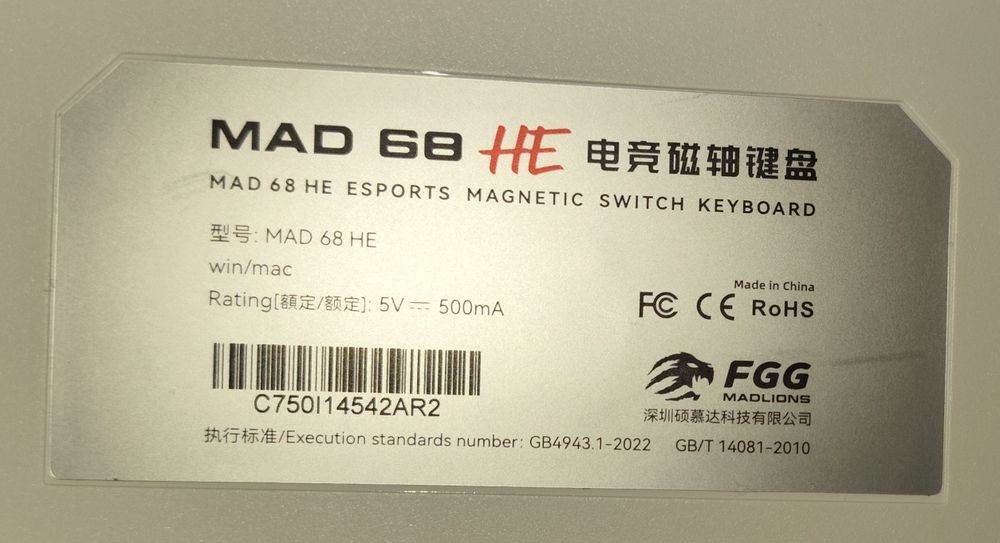 MAD 68 HE 电竞磁轴键盘
MAD 68 HE ESPORTS MAGNETIC SWITCH KEYBOARD
型号: MAD 68 HE
win/mac
Rating[額定/额定]: 5V ⎓ 500mA
Made in China
FC CE RoHS
C750I14542AR2
FGG
MADLIONS
深圳硕慕达科技有限公司
执行标准/Execution standards number: GB4943.1-2022 GB/T 14081-2010